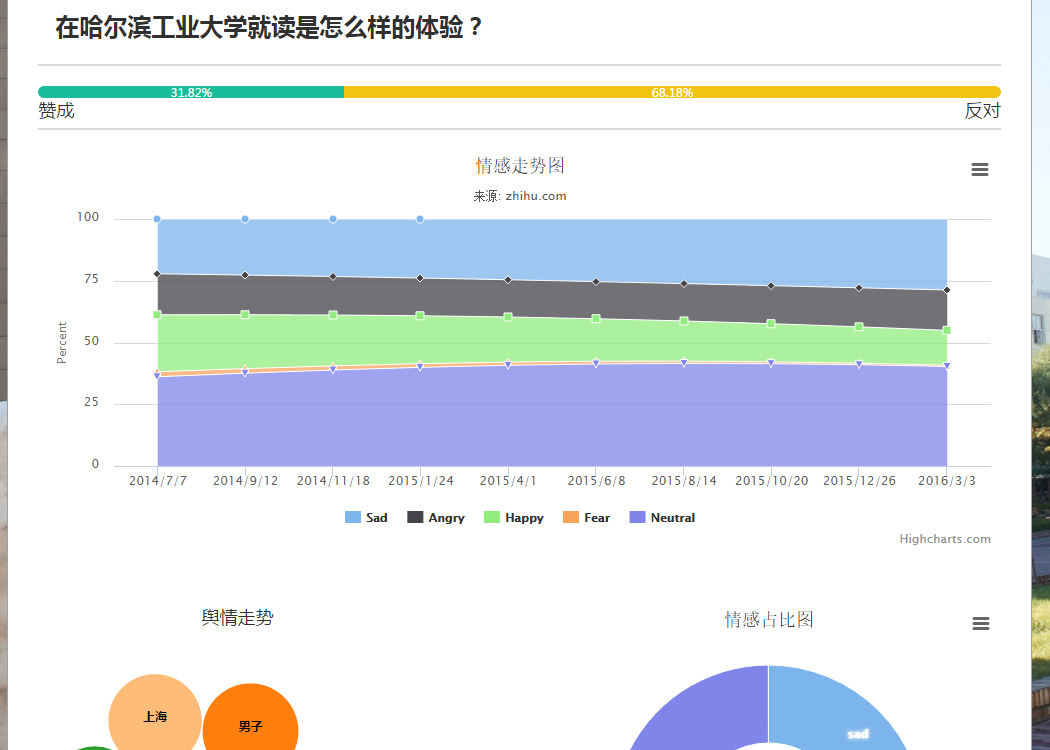 在哈尔滨工业大学就读是怎么样的体验？
31.82%
68.18%
赞成
反对
情感走势图
来源: zhihu.com
100
75
50
25
0
Percent
2014/7/7
2014/9/12
2014/11/18
2015/1/24
2015/4/1
2015/6/8
2015/8/14
2015/10/20
2015/12/26
2016/3/3
Sad
Angry
Happy
Fear
Neutral
Highcharts.com
舆情走势
情感占比图
上海
男子
sad